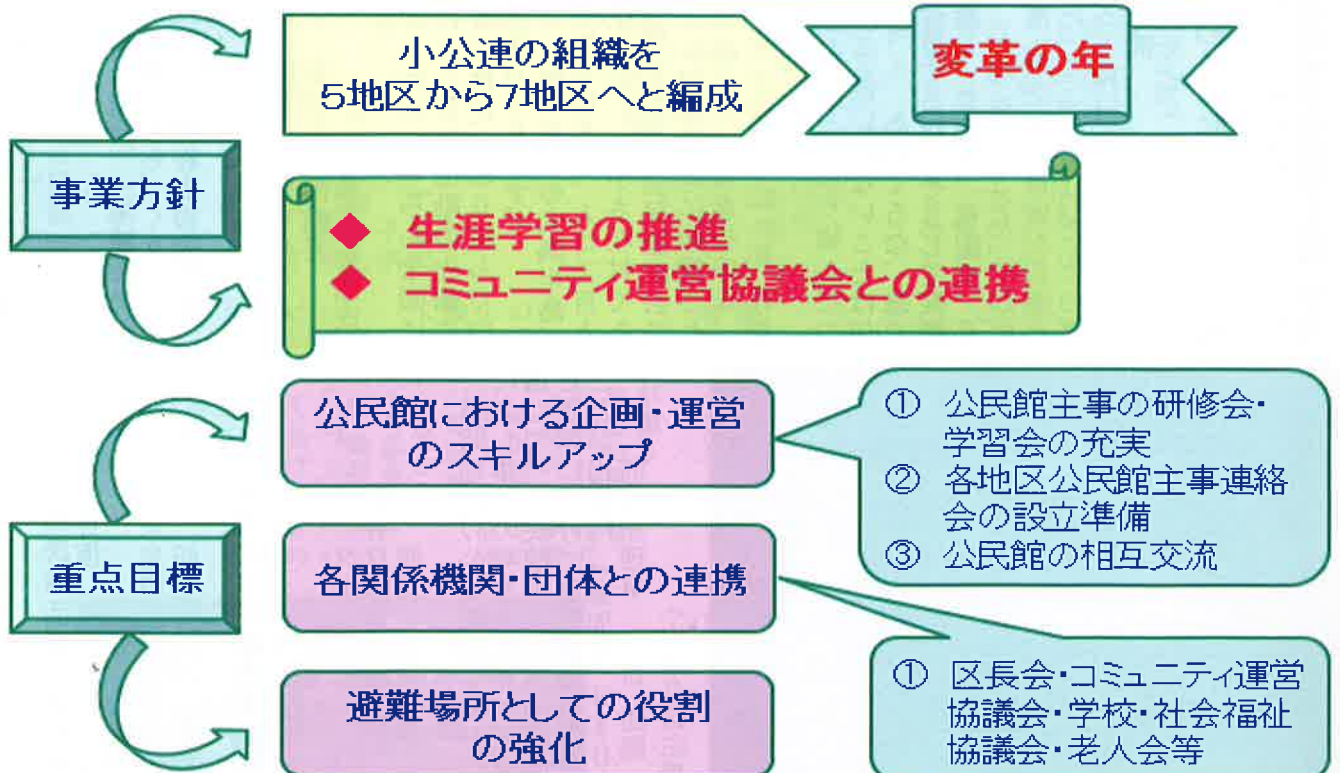 小公連の組織を
5地区から7地区へと編成
変革の年
事業方針
◆ 生涯学習の推進
◆ コミュニティ運営協議会との連携
公民館における企画・運営
のスキルアップ
① 公民館主事の研修会・
学習会の充実
② 各地区公民館主事連絡
会の設立準備
③ 公民館の相互交流
重点目標
各関係機関・団体との連携
① 区長会・コミュニティ運営
協議会・学校・社会福祉
協議会・老人会等
避難場所としての役割
の強化